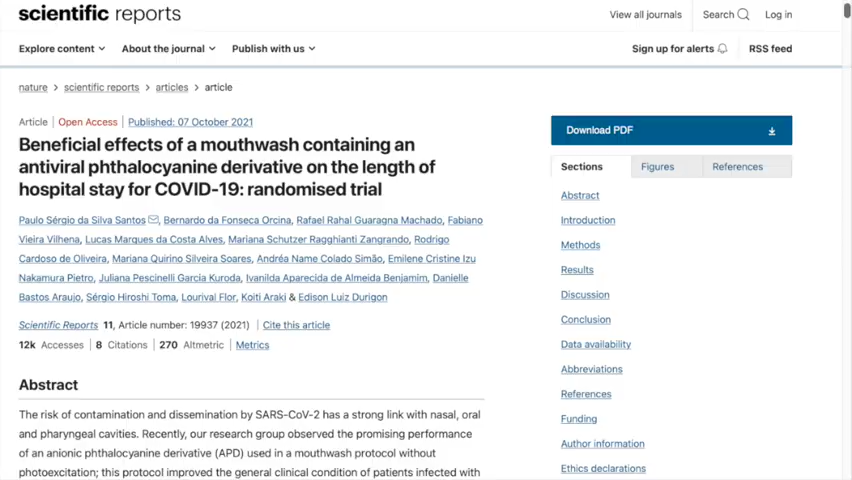 scientific reports
View all journals
Search
Log in
Explore content
About the journal
Publish with us
Sign up for alerts
RSS feed
nature > scientific reports > articles > article
Article | Open Access | Published: 07 October 2021
Beneficial effects of a mouthwash containing an
antiviral phthalocyanine derivative on the length of
hospital stay for COVID-19: randomised trial
Paulo Sérgio da Silva Santos, Bernardo da Fonseca Orcina, Rafael Rahal Guaragna Machado, Fabiano
Vieira Vilhena, Lucas Marques da Costa Alves, Mariana Schutzer Ragghianti Zangrando, Rodrigo
Cardoso de Oliveira, Mariana Quirino Silveira Soares, Andréa Name Colado Simão, Emilene Cristine Izu
Nakamura Pietro, Juliana Pescinelli Garcia Kuroda, Ivanilda Aparecida de Almeida Benjamim, Danielle
Bastos Araujo, Sérgio Hiroshi Toma, Lourival Flor, Koiti Araki & Edison Luiz Durigon
Scientific Reports 11, Article number: 19937 (2021) | Cite this article
12k Accesses | 8 Citations | 270 Altmetric | Metrics
Abstract
The risk of contamination and dissemination by SARS-CoV-2 has a strong link with nasal, oral
and pharyngeal cavities. Recently, our research group observed the promising performance
of an anionic phthalocyanine derivative (APD) used in a mouthwash protocol without
photoexcitation; this protocol improved the general clinical condition of patients infected with
Download PDF
Sections
Figures
References
Abstract
Introduction
Methods
Results
Discussion
Conclusion
Data availability
Abbreviations
References
Funding
Author information
Ethics declarations